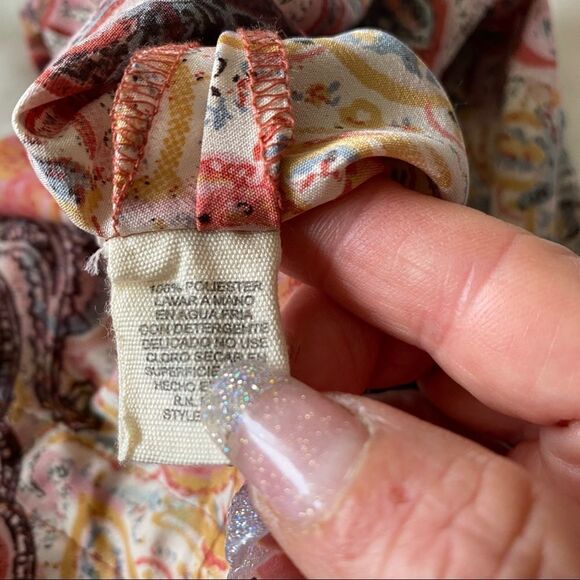 100% POLIESTER
LAVAR A MANO
EN AGUA FRIA
CON DETERGENTE
DELICADO NO USE
CLORO SECAR EN
SUPERFICIE
HECHO
R.N.
STYLE